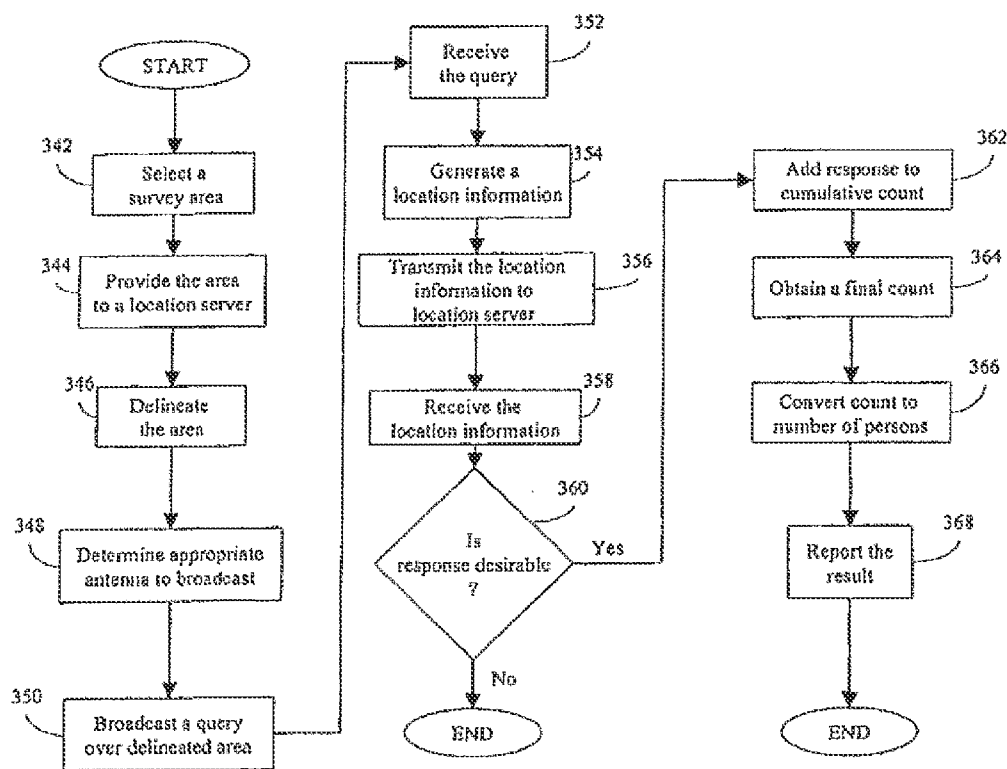 START
342
Select a
survey area
344
Provide the area
to a location server
346
Delineate
the area
348
Determine appropriate
antenna to broadcast
350
Broadcast a query
over delineated area
352
Receive
the query
354
Generate a
location information
Transmit the location
information to
location server
356
358
Receive the
location information
360
Is
response desirable
?
Yes
No
END
362
Add response to
cumulative count
364
Obtain a final count
366
Convert count to
number of persons
368
Report the
result
END